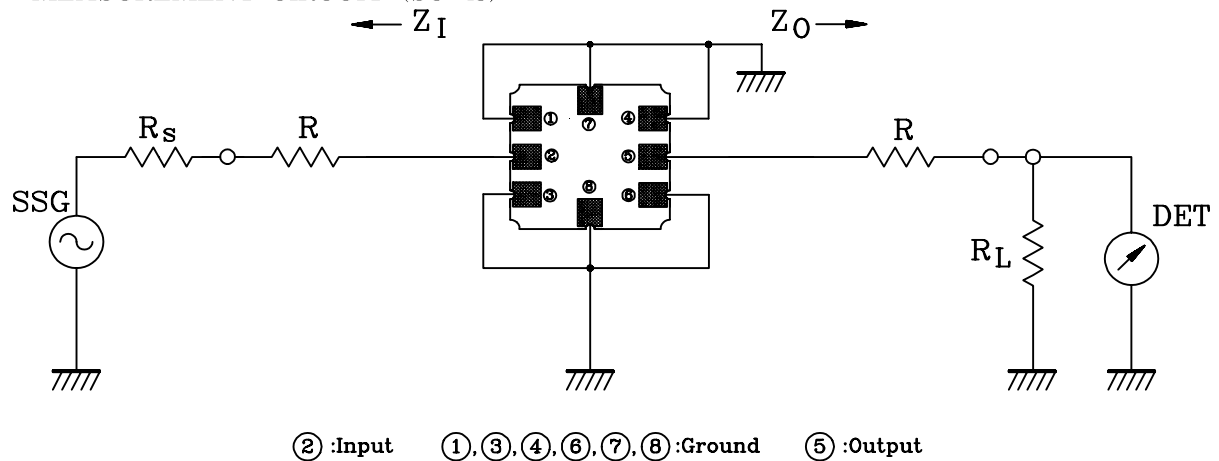 Z_I Z_O
① ⑦ ④
R_s R R
② ⑤
③ ⑧ ⑥
SSG
DET
R_L
② :Input ①,③,④,⑥,⑦,⑧:Ground ⑤ :Output